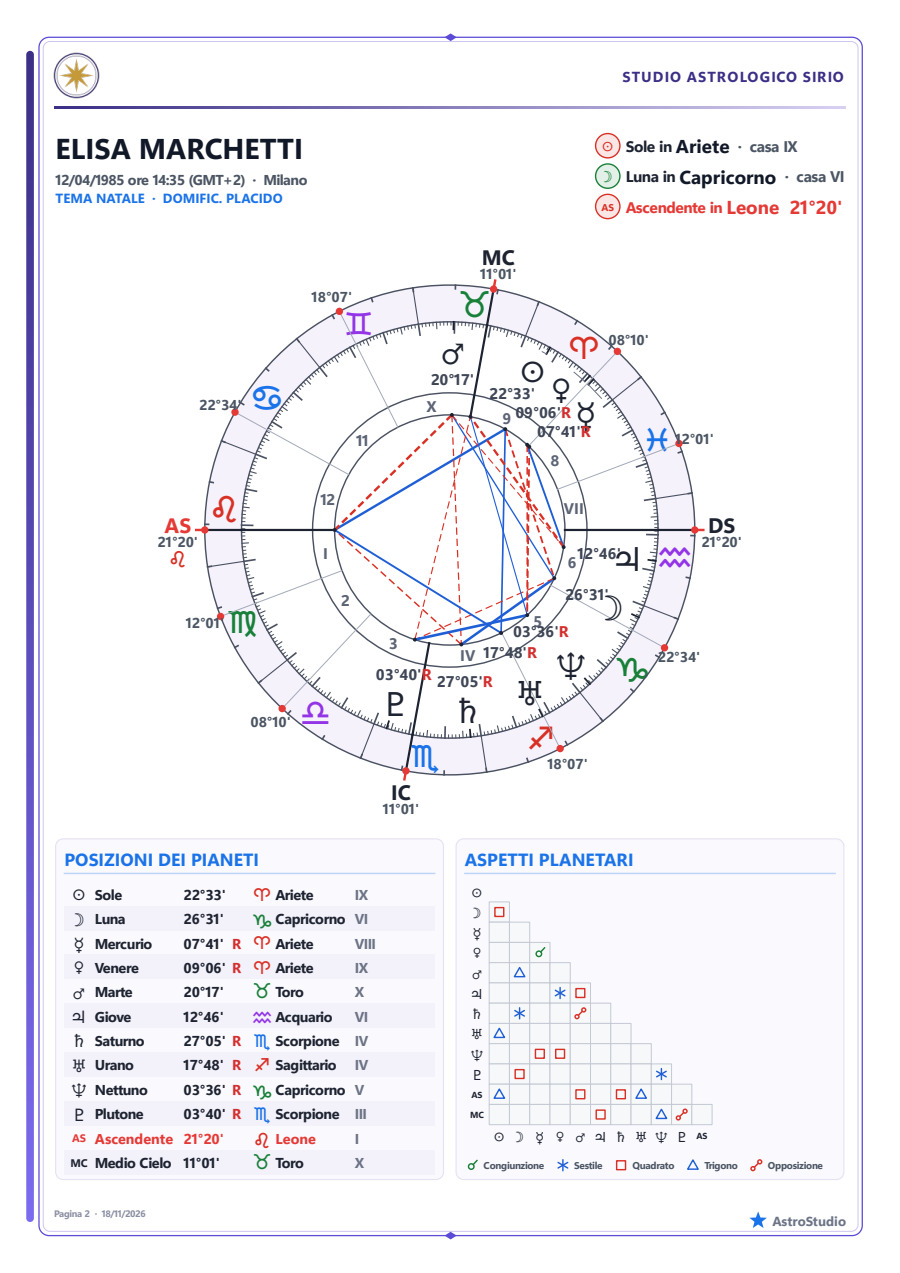 STUDIO ASTROLOGICO SIRIO
ELISA MARCHETTI
12/04/1985 ore 14:35 (GMT+2) · Milano
TEMA NATALE · DOMIFIC. PLACIDO
☉ Sole in Ariete · casa IX
☽ Luna in Capricorno · casa VI
AS Ascendente in Leone 21°20'
MC
11°01'
18°07'
♉
♊
♂
20°17'
♈
08°10'
☉
22°33'
♀
09°06'R
☿
07°41'R
22°34'
♋
X
9
11
8
♓
12°01'
12
VII
♌
AS
21°20'
♌
DS
21°20'
I
6
12°46'
♃
♒
2
26°31'
☽
12°01'
♍
3
IV
5
03°36'R
17°48'R
22°34'
03°40'R
27°05'R
♆
♑
♅
♇
♄
08°10'
♎
♏
♐
18°07'
IC
11°01'
POSIZIONI DEI PIANETI
☉ Sole 22°33' ♈ Ariete IX
☽ Luna 26°31' ♑ Capricorno VI
☿ Mercurio 07°41' R ♈ Ariete VIII
♀ Venere 09°06' R ♈ Ariete IX
♂ Marte 20°17' ♉ Toro X
♃ Giove 12°46' ♒ Acquario VI
♄ Saturno 27°05' R ♏ Scorpione IV
♅ Urano 17°48' R ♐ Sagittario IV
♆ Nettuno 03°36' R ♑ Capricorno V
♇ Plutone 03°40' R ♏ Scorpione III
AS Ascendente 21°20' ♌ Leone I
MC Medio Cielo 11°01' ♉ Toro X
ASPETTI PLANETARI
☉
☽
☿
♀
♂
♃
♄
♅
♆
♇
AS
MC
☉ ☽ ☿ ♀ ♂ ♃ ♄ ♅ ♆ ♇ AS
Congiunzione Sestile Quadrato Trigono Opposizione
Pagina 2 · 18/11/2026
AstroStudio